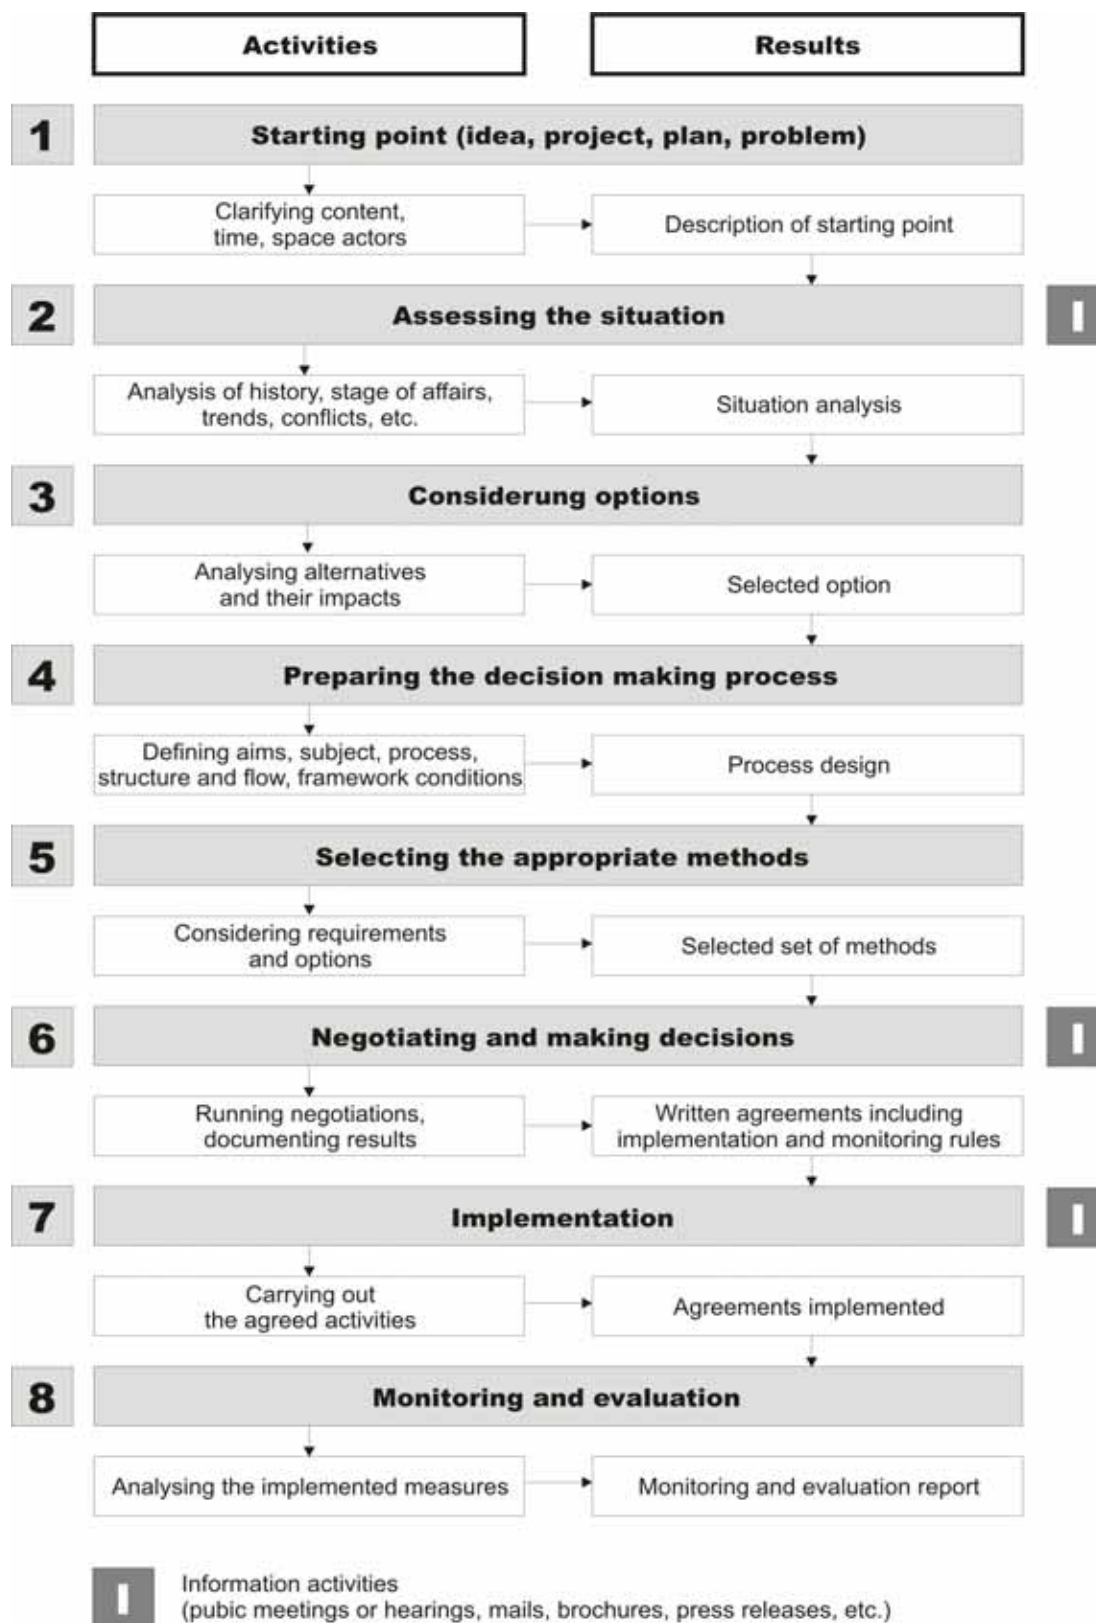 Activities
Results
1
Starting point (idea, project, plan, problem)
Clarifying content,
time, space actors
Description of starting point
2
Assessing the situation
I
Analysis of history, stage of affairs,
trends, conflicts, etc.
Situation analysis
3
Considerung options
Analysing alternatives
and their impacts
Selected option
4
Preparing the decision making process
Defining aims, subject, process,
structure and flow, framework conditions
Process design
5
Selecting the appropriate methods
Considering requirements
and options
Selected set of methods
6
Negotiating and making decisions
I
Running negotiations,
documenting results
Written agreements including
implementation and monitoring rules
7
Implementation
I
Carrying out
the agreed activities
Agreements implemented
8
Monitoring and evaluation
Analysing the implemented measures
Monitoring and evaluation report
I
Information activities
(pubic meetings or hearings, mails, brochures, press releases, etc.)